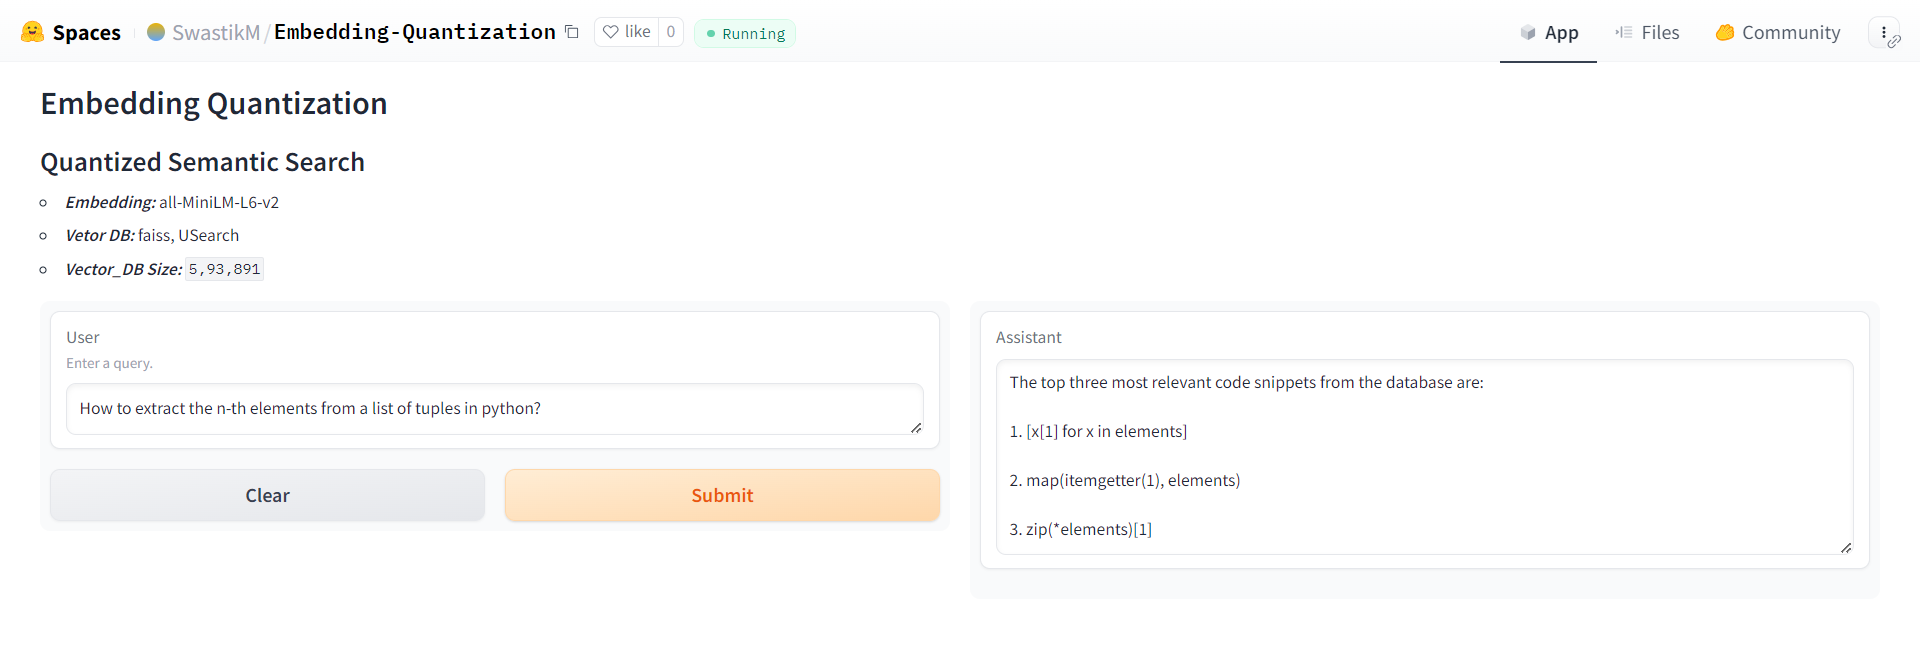 Spaces SwastikM/Embedding-Quantization like 0 Running App Files Community
Embedding Quantization
Quantized Semantic Search
Embedding: all-MiniLM-L6-v2
Vetor DB: faiss, USearch
Vector_DB Size: 5,93,891
User
Enter a query.
How to extract the n-th elements from a list of tuples in python?
Clear Submit
Assistant
The top three most relevant code snippets from the database are:
1. [x[1] for x in elements]
2. map(itemgetter(1), elements)
3. zip(*elements)[1]